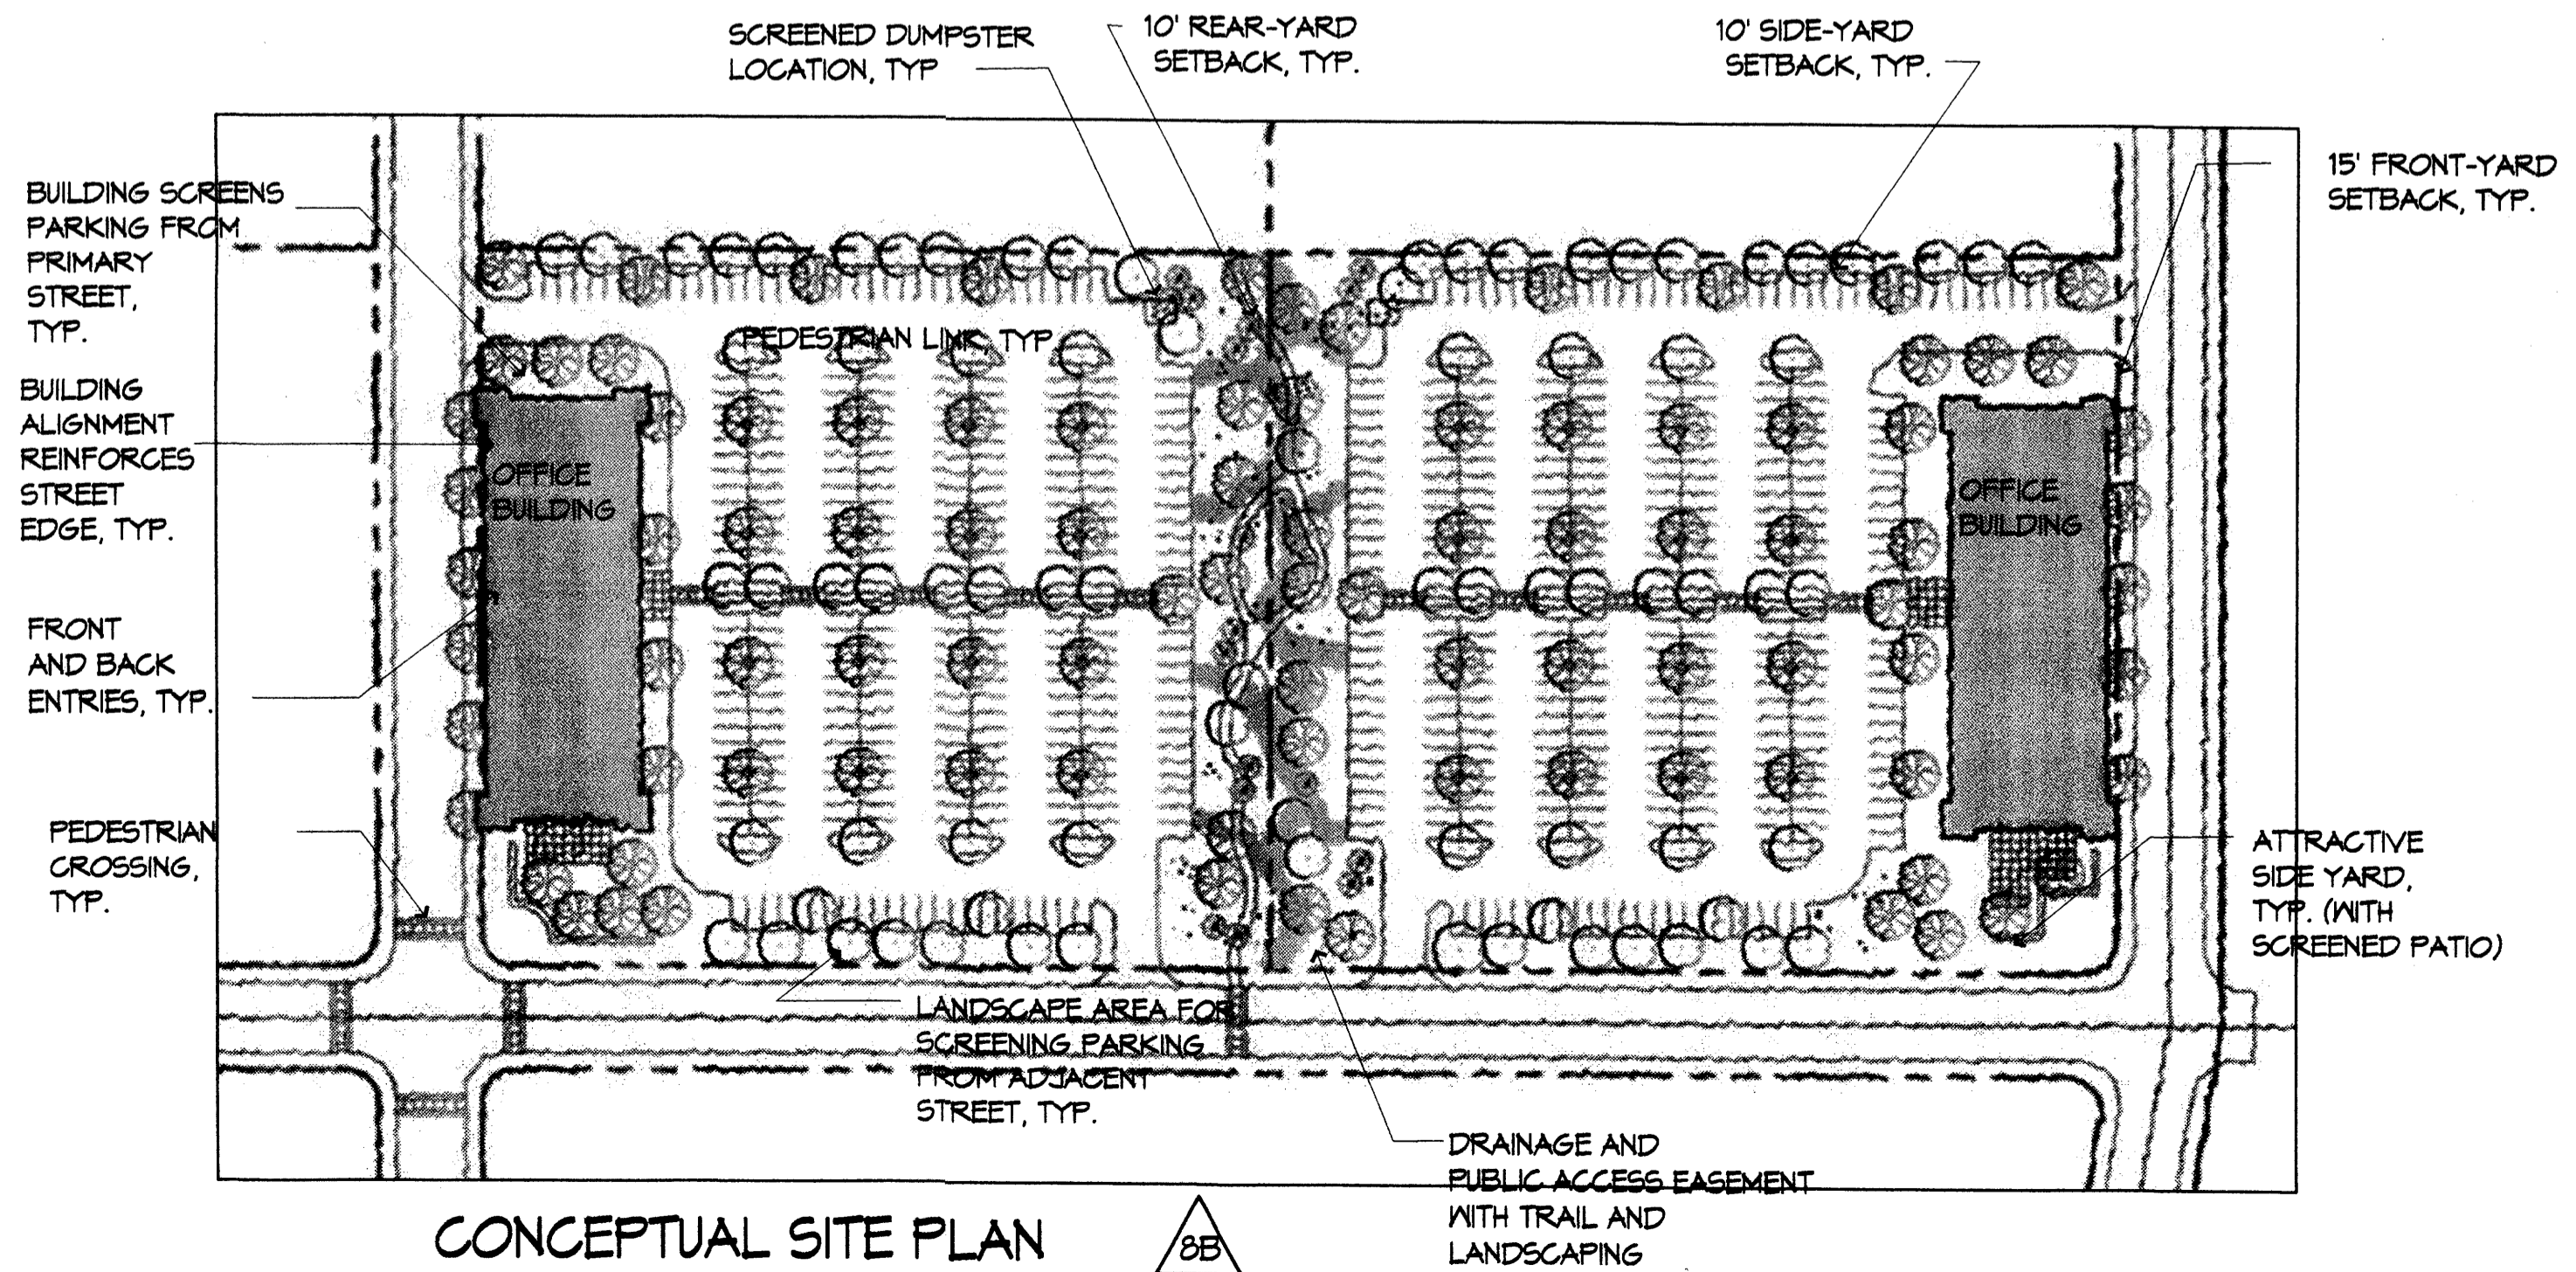 SCREENED DUMPSTER
LOCATION, TYP
10' REAR-YARD
SETBACK, TYP.
10' SIDE-YARD
SETBACK, TYP.
15' FRONT-YARD
SETBACK, TYP.
BUILDING SCREENS
PARKING FROM
PRIMARY
STREET,
TYP.
PEDESTRIAN LINK, TYP.
BUILDING
ALIGNMENT
REINFORCES
STREET
EDGE, TYP.
OFFICE
BUILDING
OFFICE
BUILDING
FRONT
AND BACK
ENTRIES, TYP.
PEDESTRIAN
CROSSING,
TYP.
ATTRACTIVE
SIDE YARD,
TYP. (WITH
SCREENED PATIO)
LANDSCAPE AREA FOR
SCREENING PARKING
FROM ADJACENT
STREET, TYP.
DRAINAGE AND
PUBLIC ACCESS EASEMENT
WITH TRAIL AND
LANDSCAPING
CONCEPTUAL SITE PLAN
8B